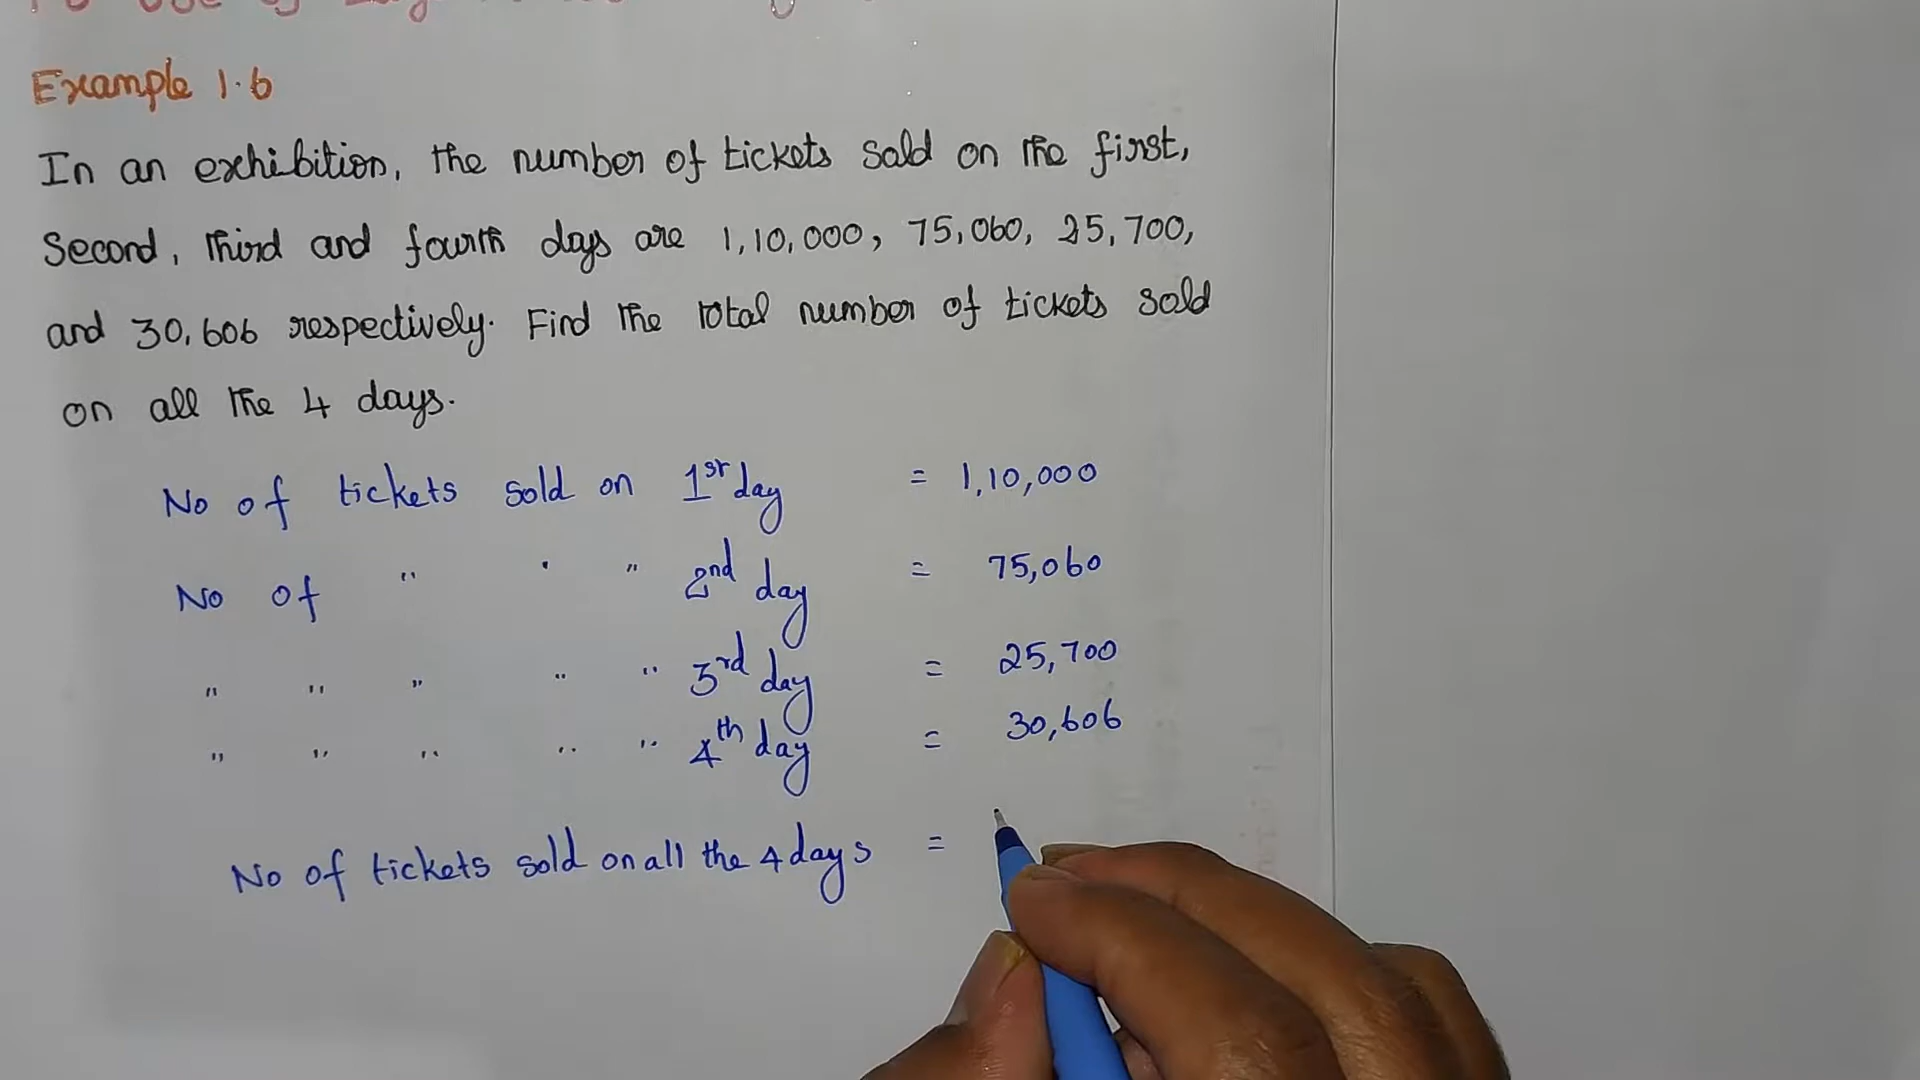 Example 1.6
In an exhibition, the number of tickets sold on the first,
Second, third and fourth days are 1,10,000, 75,060, 25,700,
and 30,606 respectively. Find the total number of tickets sold
on all the 4 days.
No of tickets sold on 1st day = 1,10,000
No of " " " 2nd day = 75,060
" " " " " 3rd day = 25,700
" " " " " 4th day = 30,606
No of tickets sold on all the 4 days =